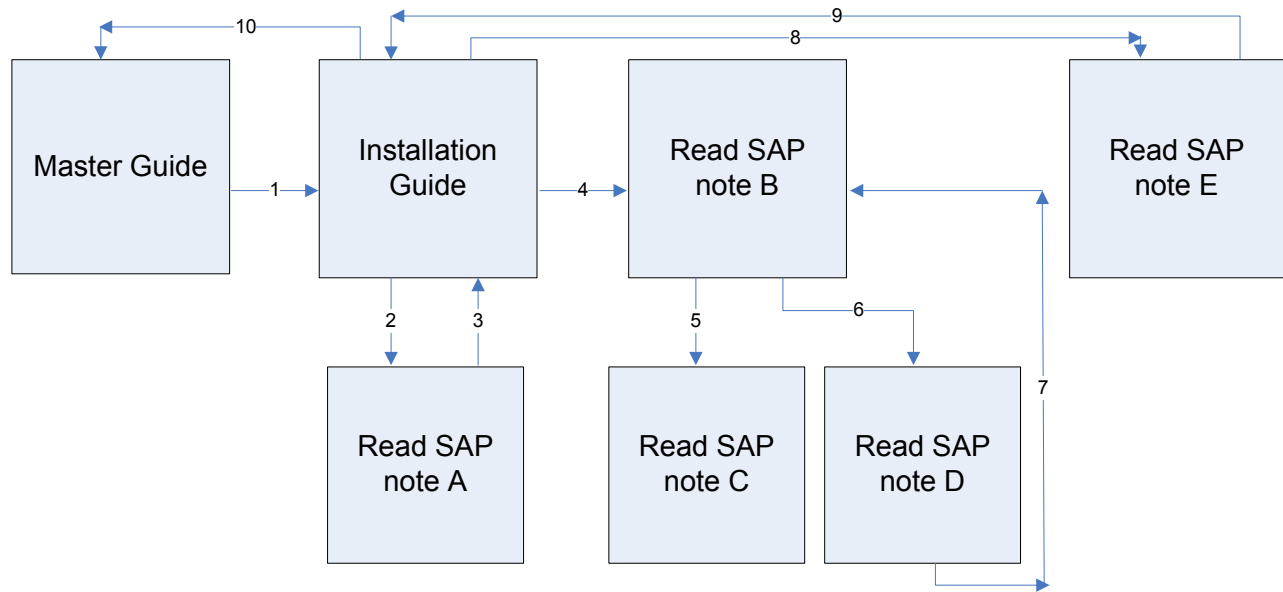 10
9
8
Master Guide
Installation
Guide
Read SAP
note B
Read SAP
note E
1
4
2
3
5
6
7
Read SAP
note A
Read SAP
note C
Read SAP
note D